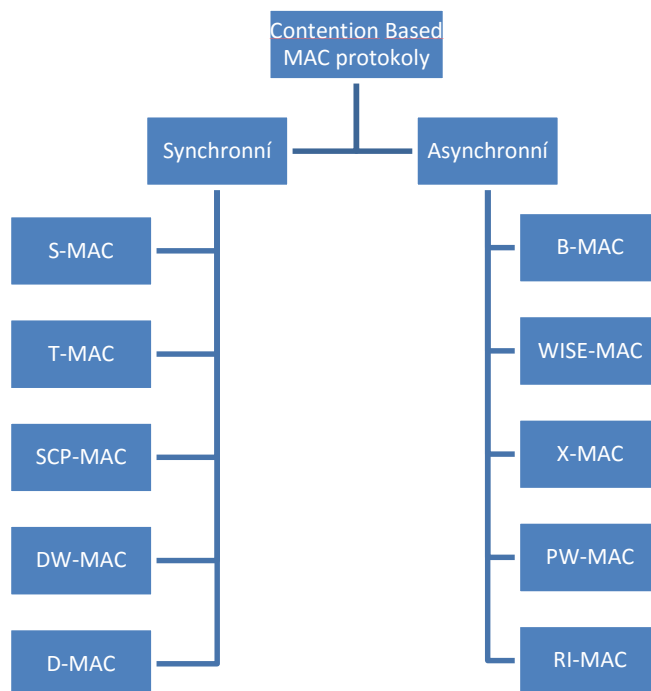 Contention Based
MAC protokoly
Synchronní
Asynchronní
S-MAC
T-MAC
SCP-MAC
DW-MAC
D-MAC
B-MAC
WISE-MAC
X-MAC
PW-MAC
RI-MAC